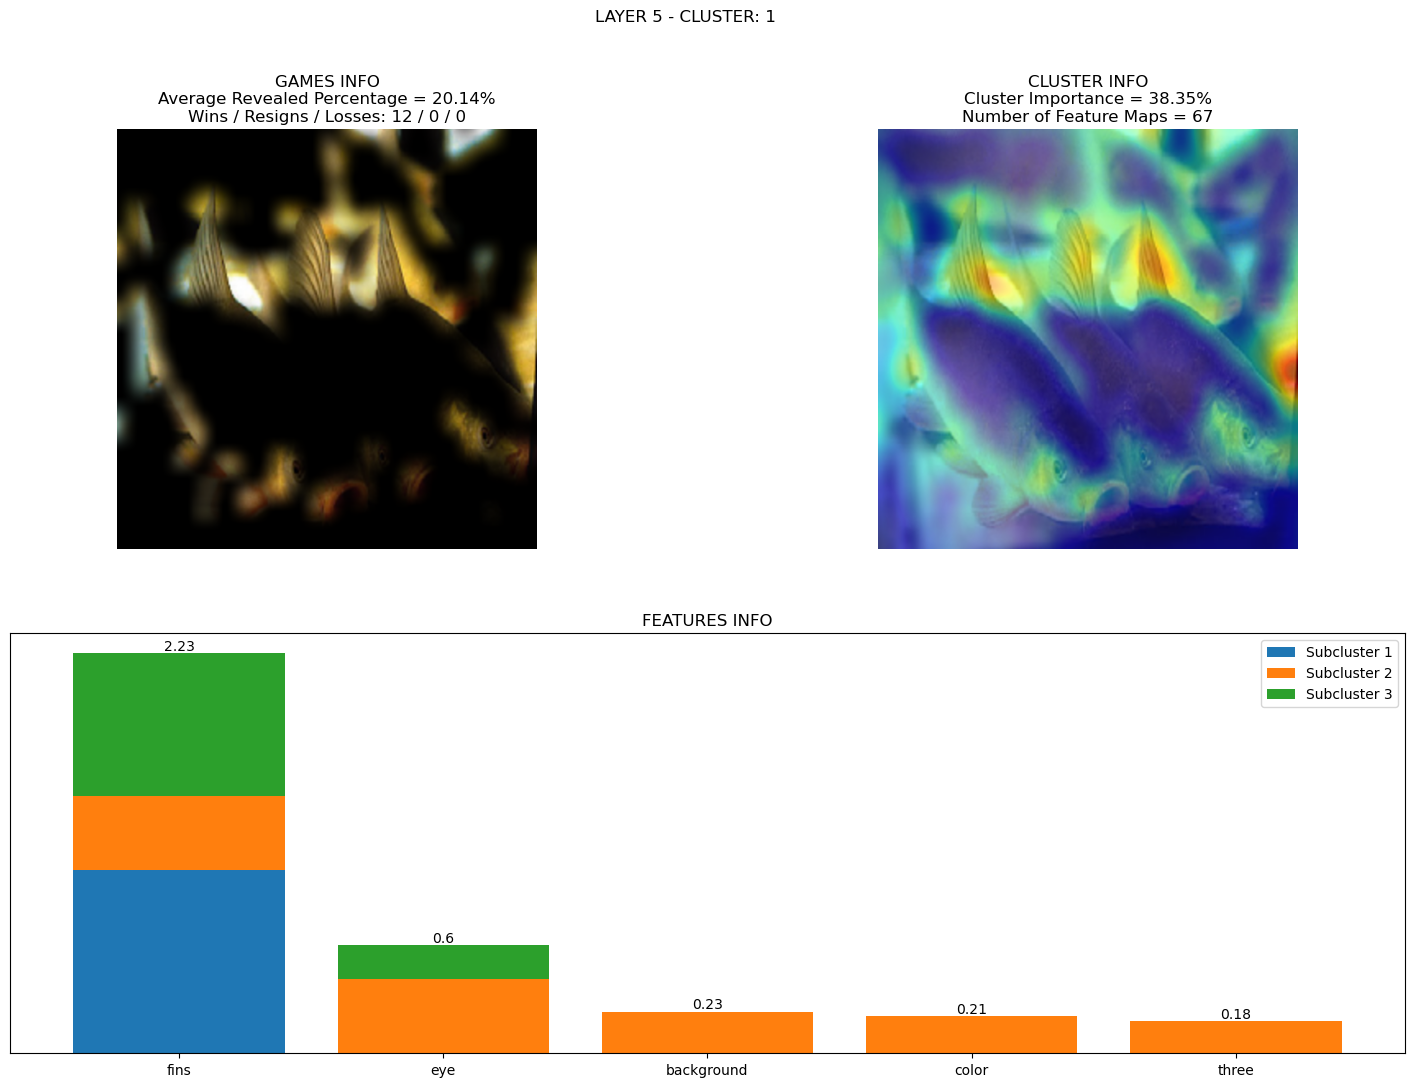 LAYER 5 - CLUSTER: 1
GAMES INFO
Average Revealed Percentage = 20.14%
Wins / Resigns / Losses: 12 / 0 / 0
CLUSTER INFO
Cluster Importance = 38.35%
Number of Feature Maps = 67
FEATURES INFO
2.23
0.6
0.23
0.21
0.18
Subcluster 1
Subcluster 2
Subcluster 3
fins
eye
background
color
three